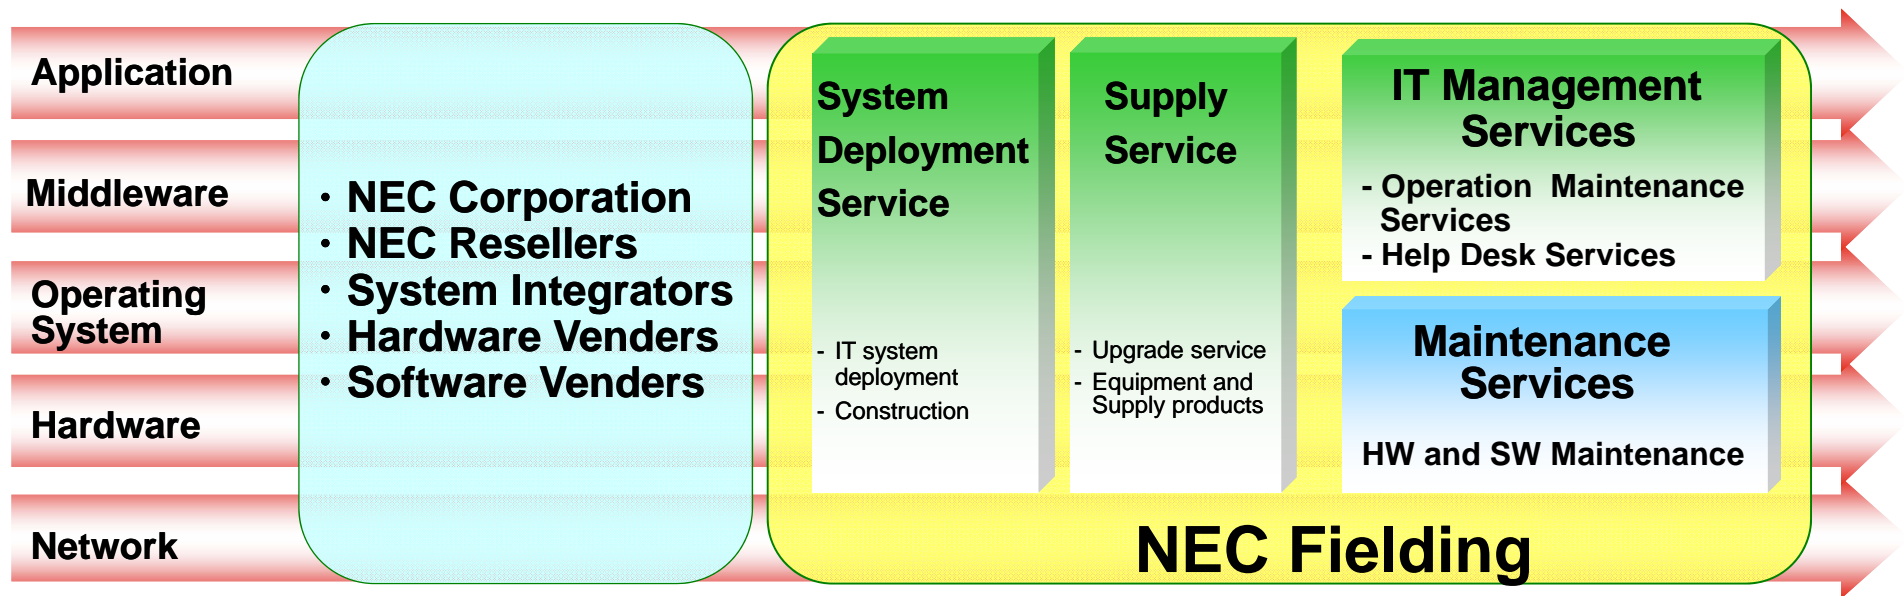 Application
Middleware
Operating
System
Hardware
Network
・ NEC Corporation
・ NEC Resellers
・ System Integrators
・ Hardware Venders
・ Software Venders
System
Deployment
Service
- IT system
deployment
- Construction
Supply
Service
- Upgrade service
- Equipment and
Supply products
IT Management
Services
- Operation Maintenance
Services
- Help Desk Services
Maintenance
Services
HW and SW Maintenance
NEC Fielding